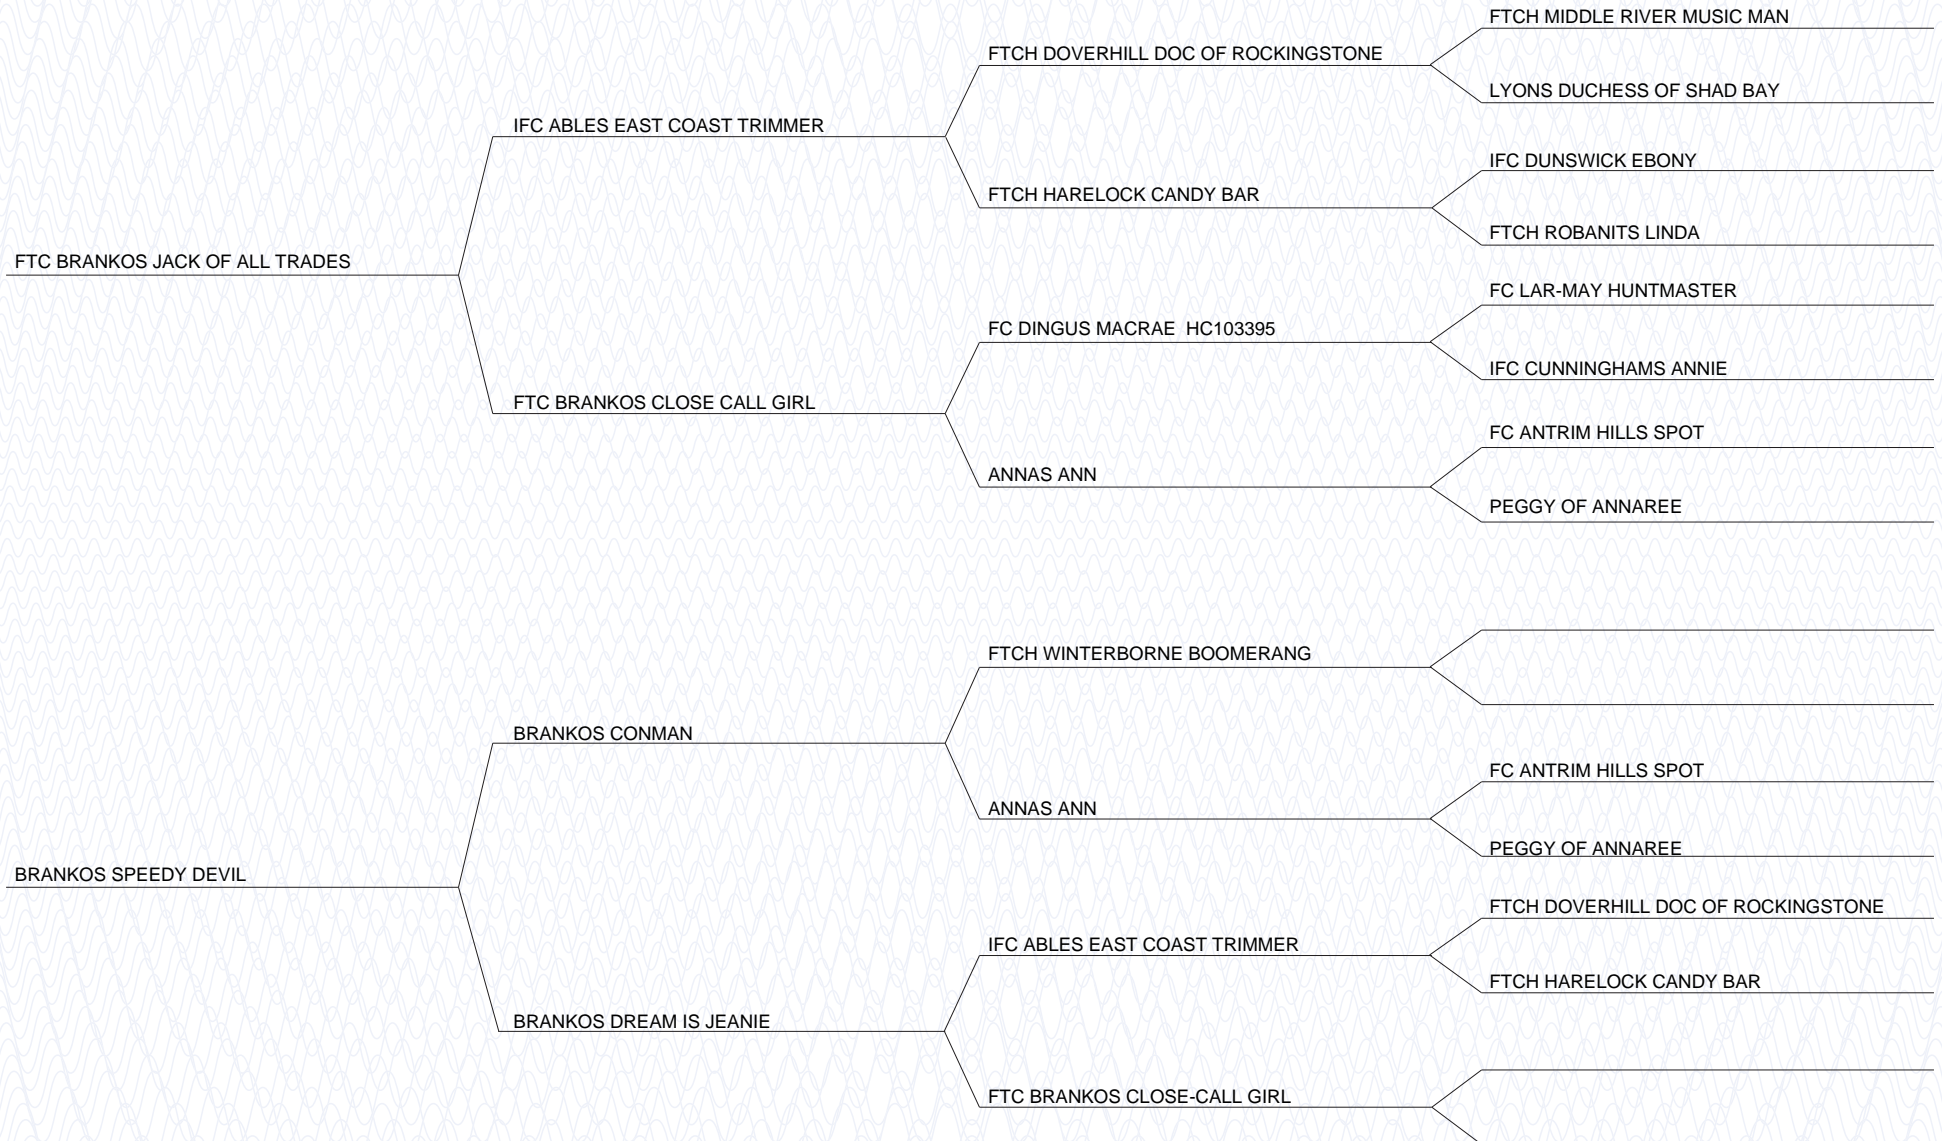 FTCH MIDDLE RIVER MUSIC MAN
FTCH DOVERHILL DOC OF ROCKINGSTONE
LYONS DUCHESS OF SHAD BAY
IFC ABLES EAST COAST TRIMMER
IFC DUNSWICK EBONY
FTCH HARELOCK CANDY BAR
FTCH ROBANITS LINDA
FTC BRANKOS JACK OF ALL TRADES
FC LAR-MAY HUNTMASTER
FC DINGUS MACRAE  HC103395
IFC CUNNINGHAMS ANNIE
FTC BRANKOS CLOSE CALL GIRL
FC ANTRIM HILLS SPOT
ANNAS ANN
PEGGY OF ANNAREE
FTCH WINTERBORNE BOOMERANG
BRANKOS CONMAN
FC ANTRIM HILLS SPOT
ANNAS ANN
PEGGY OF ANNAREE
BRANKOS SPEEDY DEVIL
FTCH DOVERHILL DOC OF ROCKINGSTONE
IFC ABLES EAST COAST TRIMMER
FTCH HARELOCK CANDY BAR
BRANKOS DREAM IS JEANIE
FTC BRANKOS CLOSE-CALL GIRL